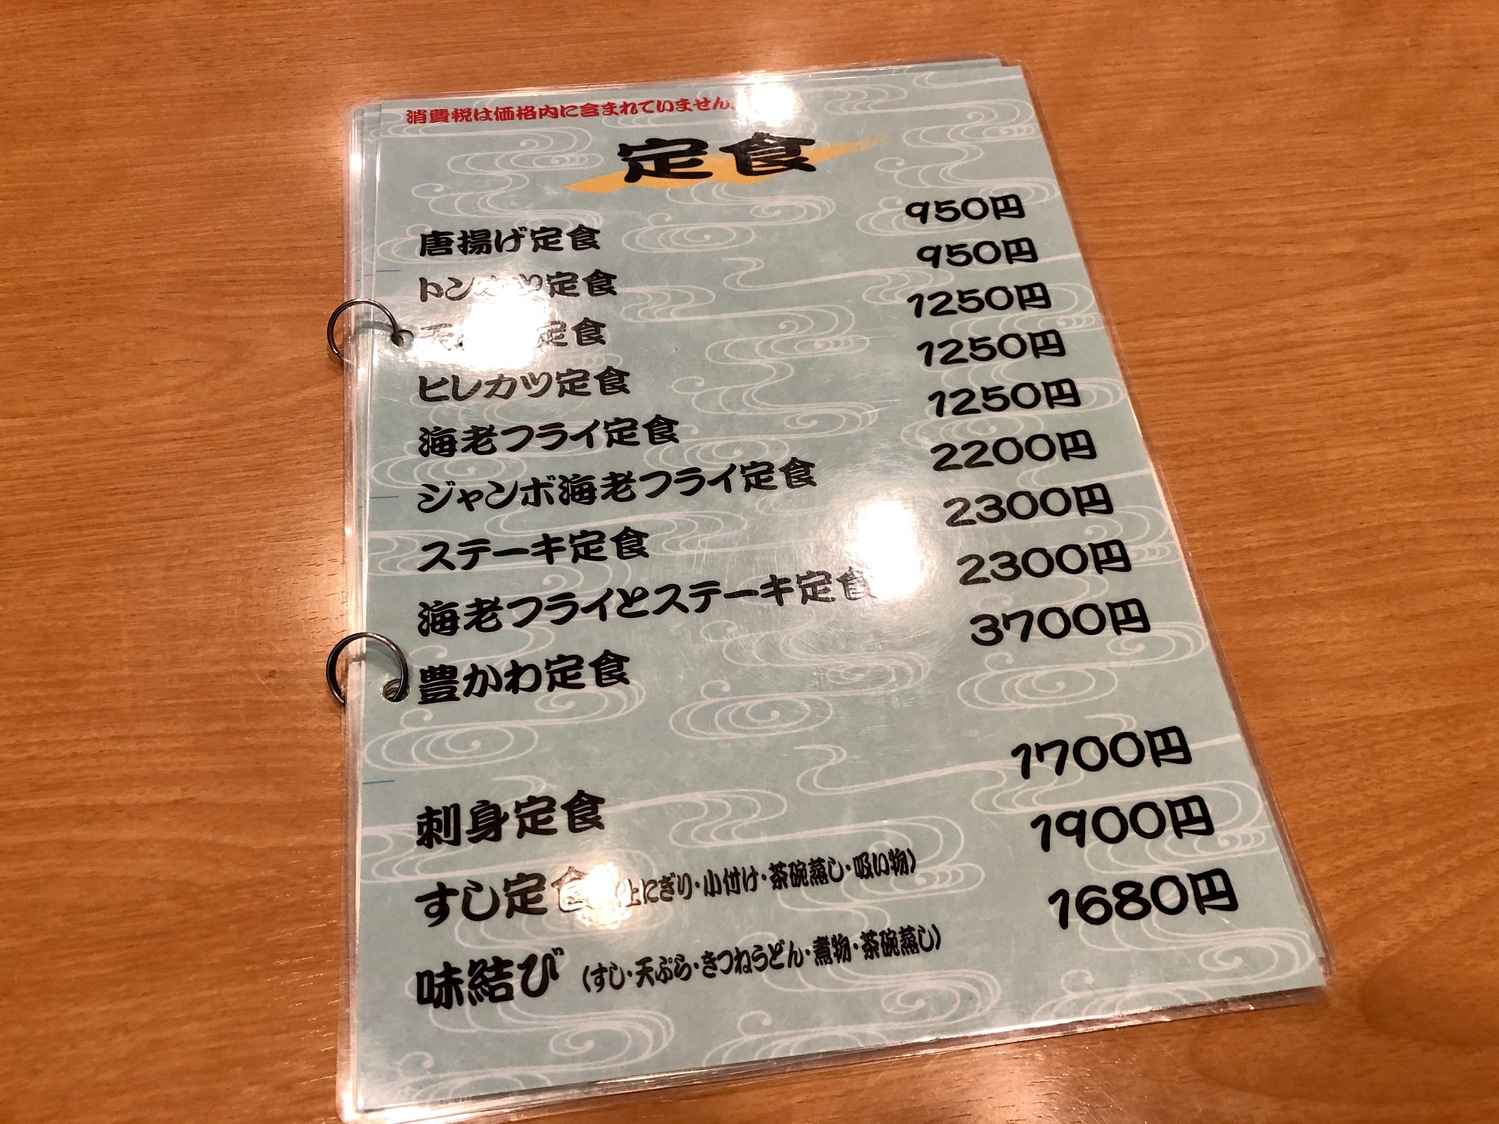 消費税は価格内に含まれていません。
定食
唐揚げ定食 950円
トンカツ定食 950円
定食 1250円
ヒレカツ定食 1250円
海老フライ定食 1250円
ジャンボ海老フライ定食 2200円
ステーキ定食 2300円
海老フライとステーキ定食 2300円
豊かわ定食 3700円
刺身定食 1700円
すし定食（上にぎり・小付け・茶碗蒸し・吸い物） 1900円
味結び（すし・天ぷら・きつねうどん・煮物・茶碗蒸し） 1680円